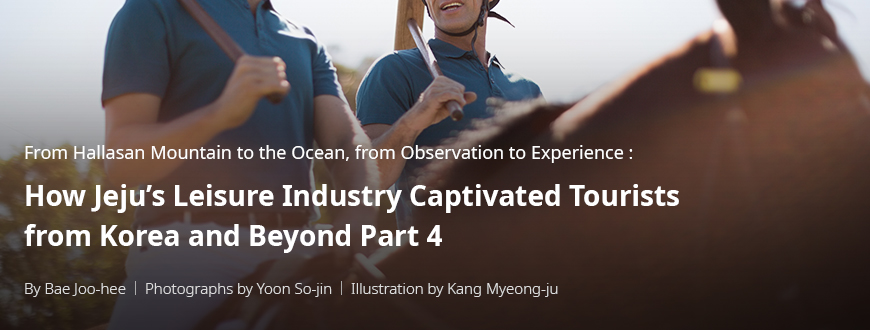 From Hallasan Mountain to the Ocean, from Observation to Experience :
How Jeju’s Leisure Industry Captivated Tourists
from Korea and Beyond Part 4
By Bae Joo-hee | Photographs by Yoon So-jin | Illustration by Kang Myeong-ju